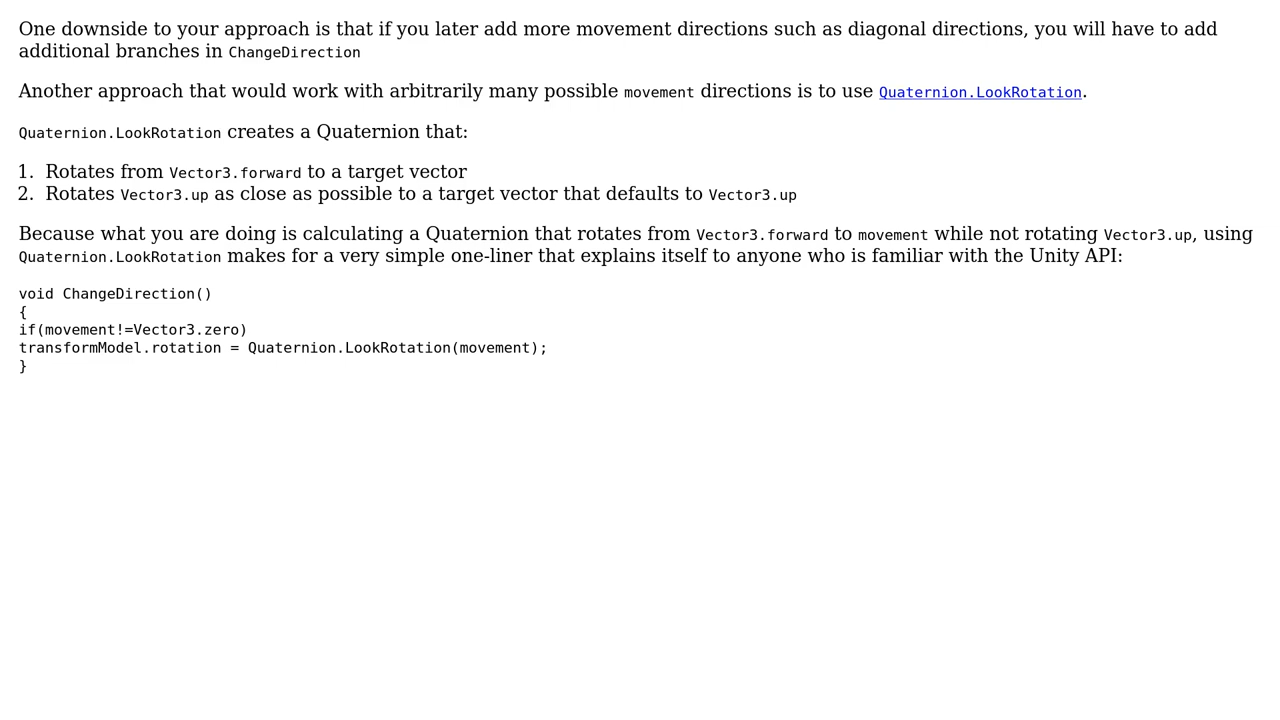 One downside to your approach is that if you later add more movement directions such as diagonal directions, you will have to add
additional branches in ChangeDirection
Another approach that would work with arbitrarily many possible movement directions is to use Quaternion.LookRotation.
Quaternion.LookRotation creates a Quaternion that:
1. Rotates from Vector3.forward to a target vector
2. Rotates Vector3.up as close as possible to a target vector that defaults to Vector3.up
Because what you are doing is calculating a Quaternion that rotates from Vector3.forward to movement while not rotating Vector3.up, using
Quaternion.LookRotation makes for a very simple one-liner that explains itself to anyone who is familiar with the Unity API:
void ChangeDirection()
{
if(movement!=Vector3.zero)
transformModel.rotation = Quaternion.LookRotation(movement);
}